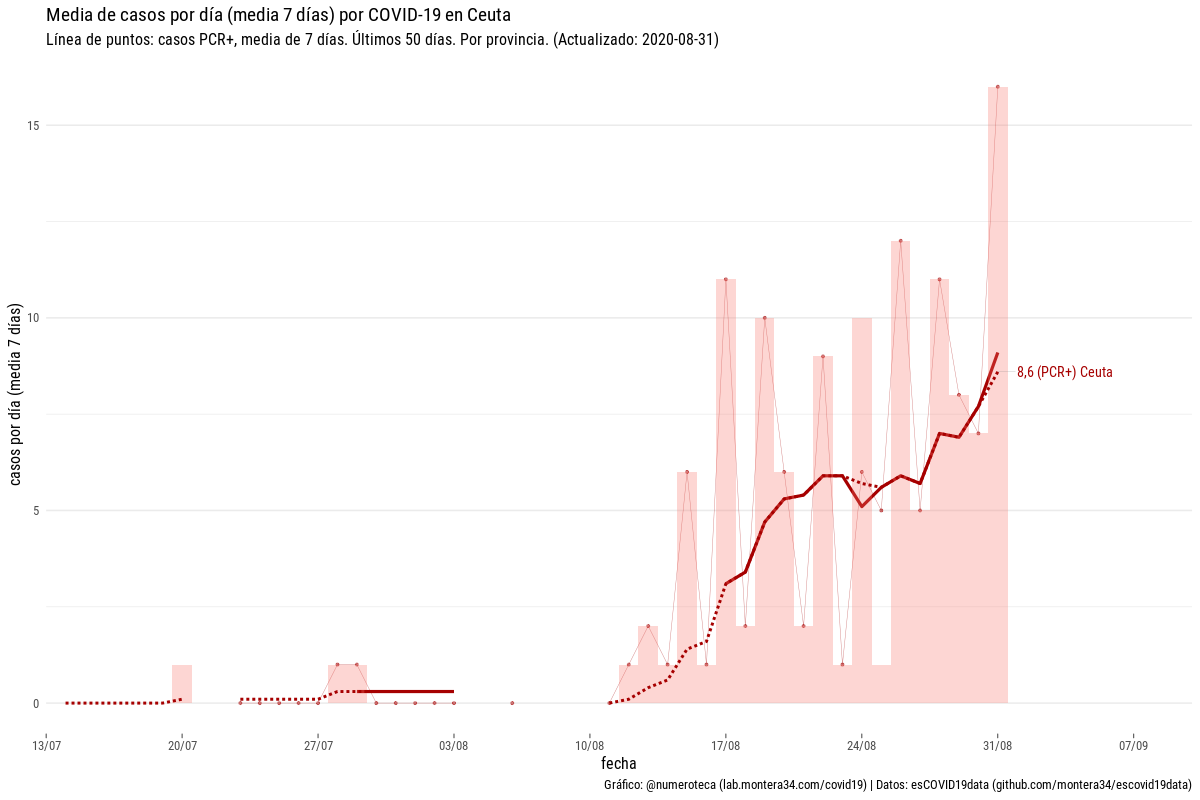 Media de casos por día (media 7 días) por COVID-19 en Ceuta
Línea de puntos: casos PCR+, media de 7 días. Últimos 50 días. Por provincia. (Actualizado: 2020-08-31)
casos por día (media 7 días)
15
10
5
0
8,6 (PCR+) Ceuta
13/07
20/07
27/07
03/08
10/08
17/08
24/08
31/08
07/09
fecha
Gráfico: @numeroteca (lab.montera34.com/covid19) | Datos: esCOVID19data (github.com/montera34/escovid19data)